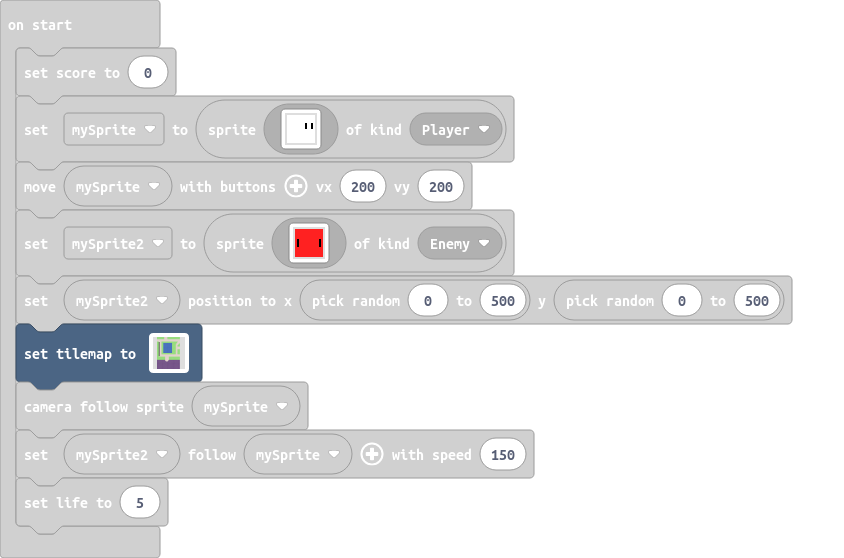 on start
set score to 0
set mySprite to sprite of kind Player
move mySprite with buttons vx 200 vy 200
set mySprite2 to sprite of kind Enemy
set mySprite2 position to x pick random 0 to 500 y pick random 0 to 500
set tilemap to
camera follow sprite mySprite
set mySprite2 follow mySprite with speed 150
set life to 5